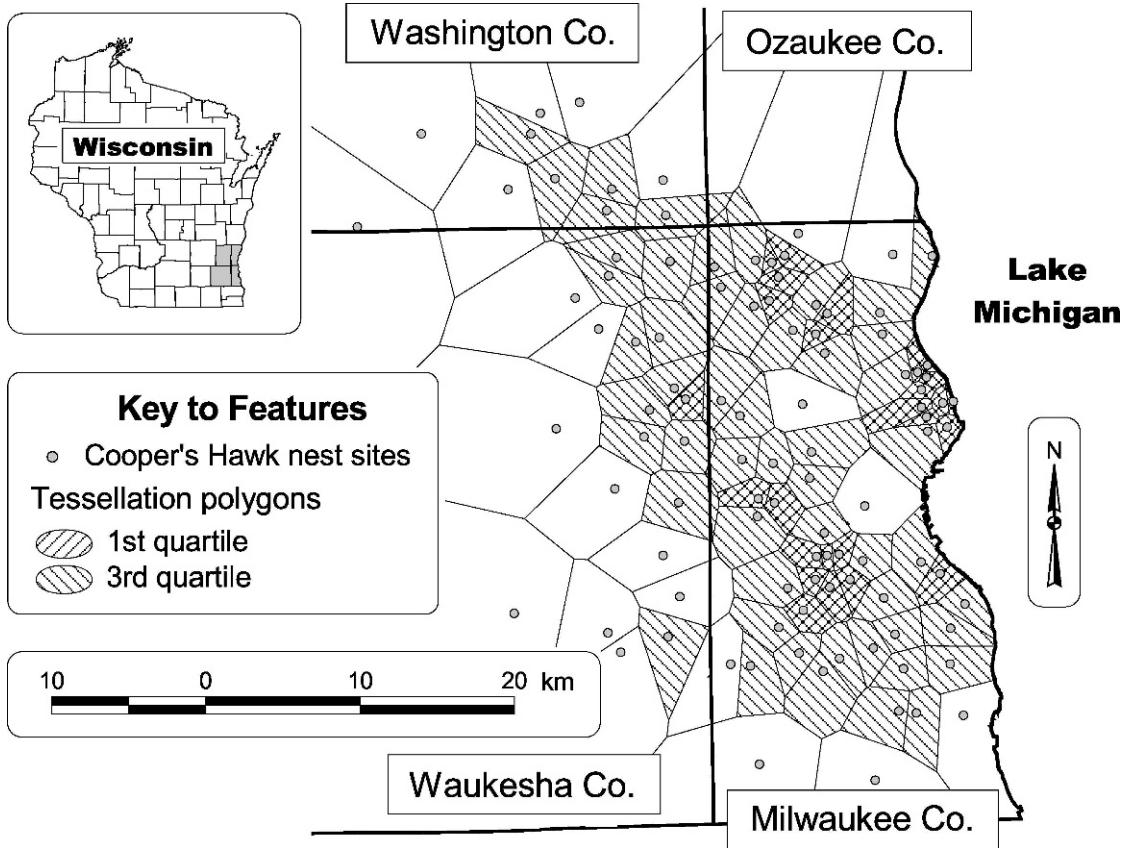 Washington Co.
Ozaukee Co.
Wisconsin
Lake
Michigan
Key to Features
Cooper's Hawk nest sites
Tessellation polygons
1st quartile
3rd quartile
N
10 0 10 20 km
Waukesha Co.
Milwaukee Co.